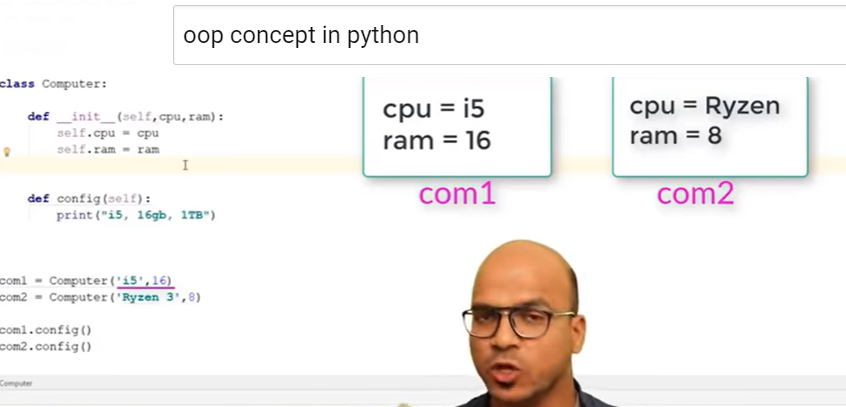 oop concept in python
class Computer:
def __init__(self,cpu,ram):
self.cpu = cpu
self.ram = ram
def config(self):
print("i5, 16gb, 1TB")
com1 = Computer('i5',16)
com2 = Computer('Ryzen 3',8)
com1.config()
com2.config()
Computer
cpu = i5
ram = 16
com1
cpu = Ryzen
ram = 8
com2